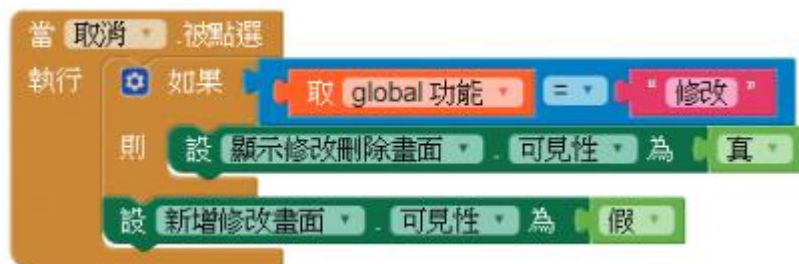 當 取消 .被點選
執行 如果 取 global 功能 = " 修改 "
則 設 顯示修改刪除畫面 . 可見性 為 真
設 新增修改畫面 . 可見性 為 假